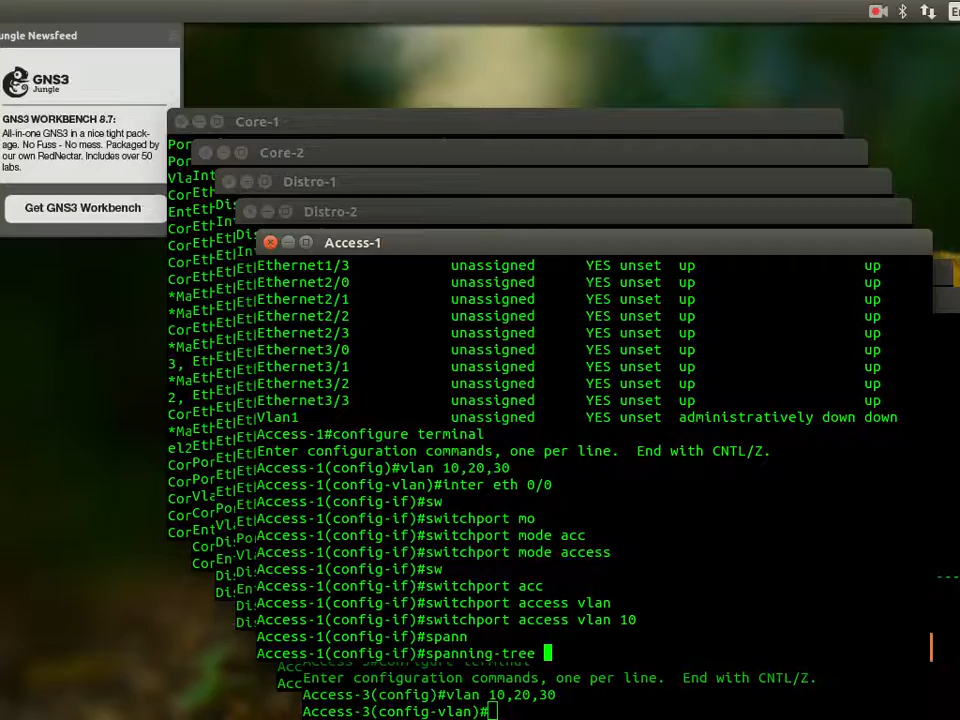 En
ungle Newsfeed
GNS3
Jungle
GNS3 WORKBENCH 8.7:
All-in-one GNS3 in a nice tight pack-
age. No Fuss - No mess. Packaged by
our own RedNectar. Includes over 50
labs.
Get GNS3 Workbench
Core-1
Core-2
Distro-1
Distro-2
Access-1
Ethernet1/3 unassigned YES unset up up
Ethernet2/0 unassigned YES unset up up
Ethernet2/1 unassigned YES unset up up
Ethernet2/2 unassigned YES unset up up
Ethernet2/3 unassigned YES unset up up
Ethernet3/0 unassigned YES unset up up
Ethernet3/1 unassigned YES unset up up
Ethernet3/2 unassigned YES unset up up
Ethernet3/3 unassigned YES unset up up
Vlan1 unassigned YES unset administratively down down
Access-1#configure terminal
Enter configuration commands, one per line. End with CNTL/Z.
Access-1(config)#vlan 10,20,30
Access-1(config-vlan)#inter eth 0/0
Access-1(config-if)#sw
Access-1(config-if)#switchport mo
Access-1(config-if)#switchport mode acc
Access-1(config-if)#switchport mode access
Access-1(config-if)#sw
Access-1(config-if)#switchport acc
Access-1(config-if)#switchport access vlan
Access-1(config-if)#switchport access vlan 10
Access-1(config-if)#spann
Access-1(config-if)#spanning-tree
Access-3#configure terminal
Enter configuration commands, one per line. End with CNTL/Z.
Access-3(config)#vlan 10,20,30
Access-3(config-vlan)#